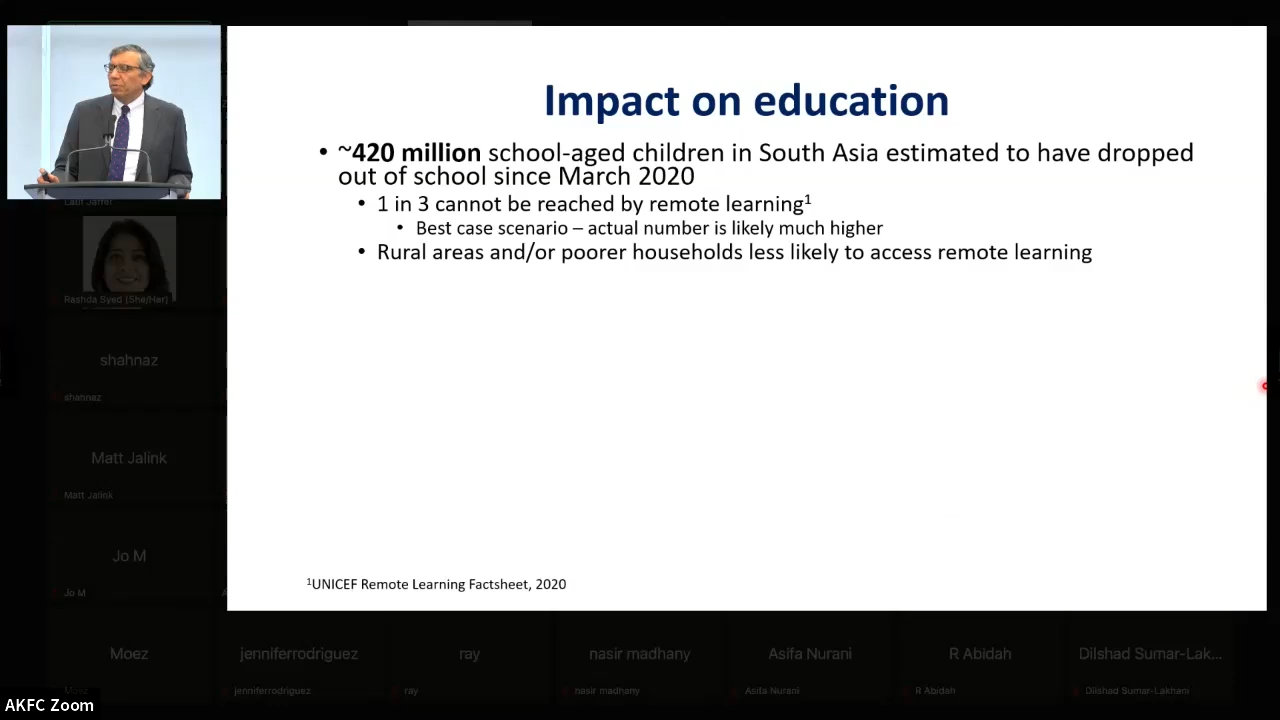 Impact on education
• ~420 million school-aged children in South Asia estimated to have dropped
out of school since March 2020
• 1 in 3 cannot be reached by remote learning¹
• Best case scenario – actual number is likely much higher
• Rural areas and/or poorer households less likely to access remote learning
¹UNICEF Remote Learning Factsheet, 2020
Rashda Syed (She/Her)
shahnaz
shahnaz
Matt Jalink
Matt Jalink
Jo M
Jo M
Moez
jenniferrodriguez
ray
nasir madhany
Asifa Nurani
R Abidah
Dilshad Sumar-Lak...
Moez
jenniferrodriguez
ray
nasir madhany
Asifa Nurani
R Abidah
Dilshad Sumar-Lakhani
AKFC Zoom